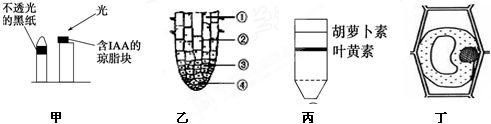 不透光
的黑纸
光
含IAA的
琼脂块
甲
①
②
③
④
乙
胡萝卜素
叶黄素
丙
丁